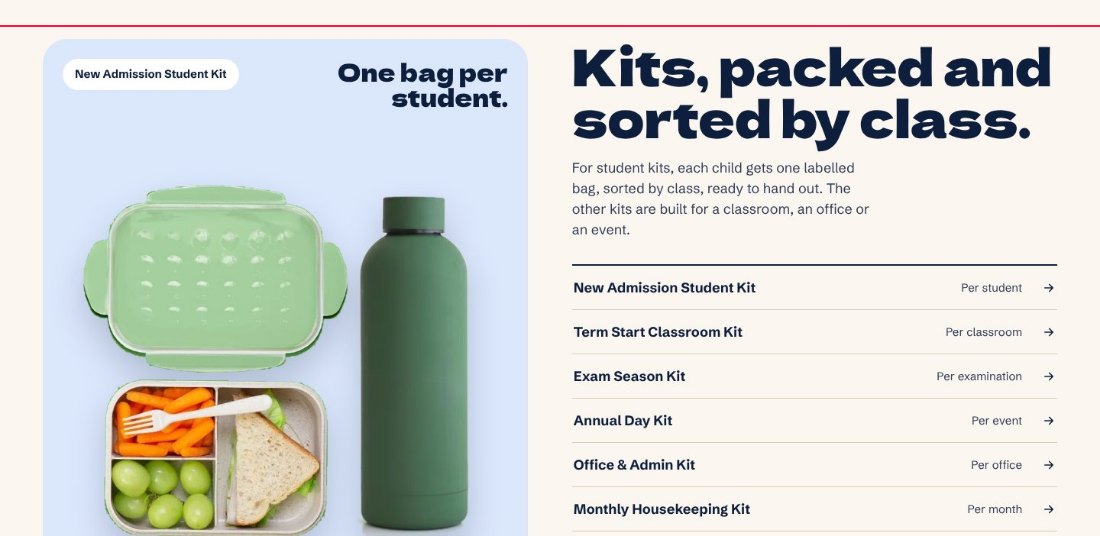 New Admission Student Kit
One bag per
student.
Kits, packed and
sorted by class.
For student kits, each child gets one labelled
bag, sorted by class, ready to hand out. The
other kits are built for a classroom, an office or
an event.
New Admission Student Kit Per student →
Term Start Classroom Kit Per classroom →
Exam Season Kit Per examination →
Annual Day Kit Per event →
Office & Admin Kit Per office →
Monthly Housekeeping Kit Per month →